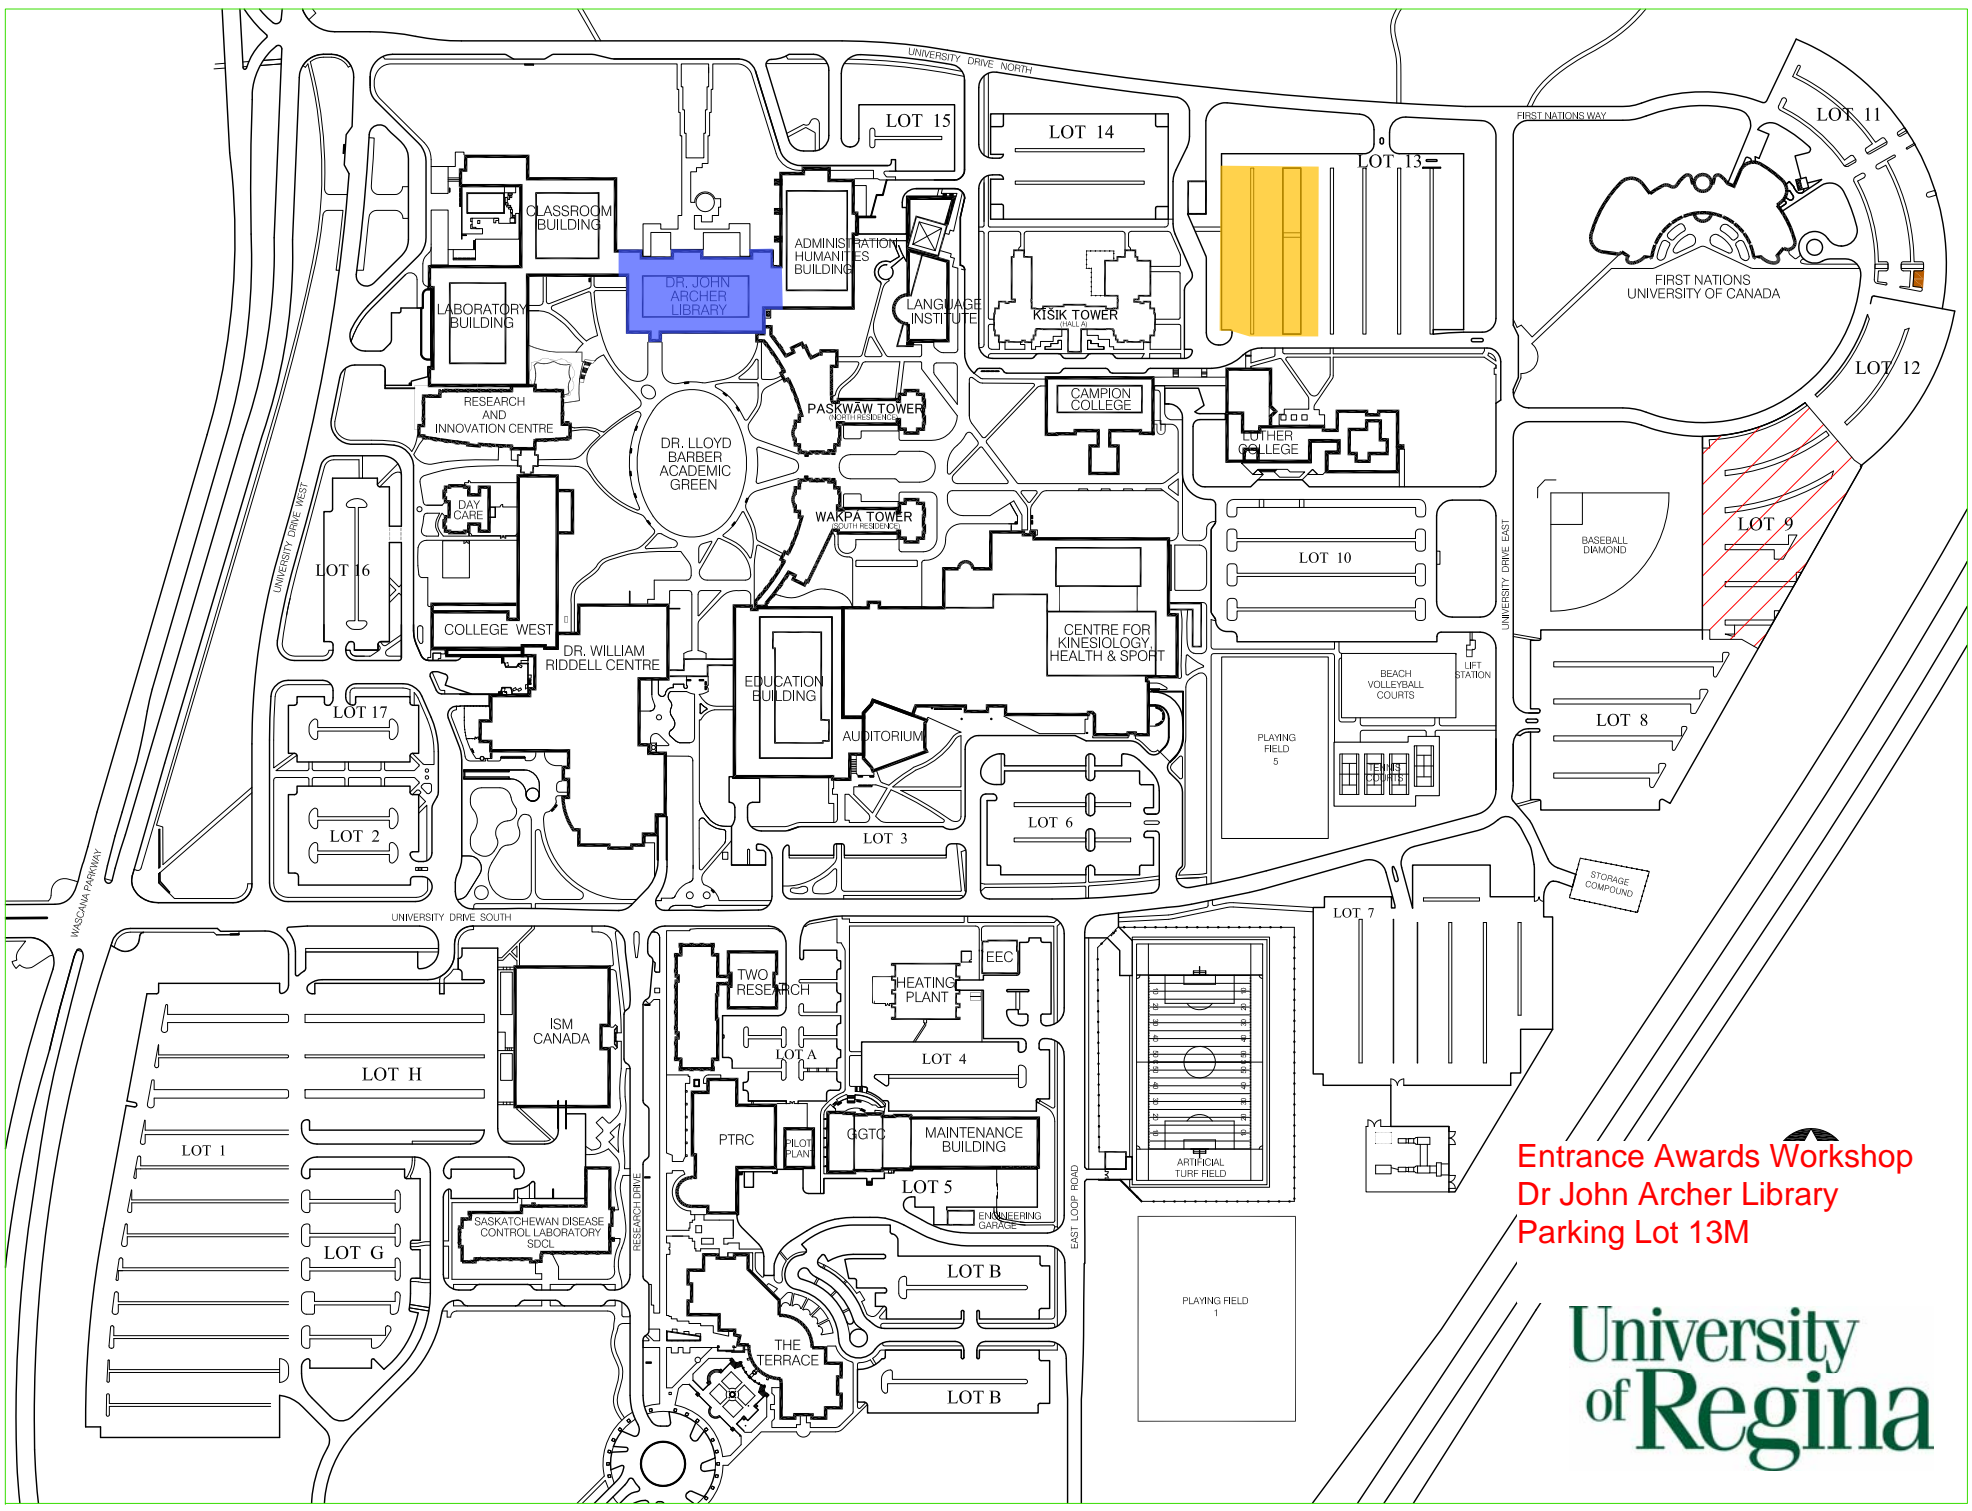 UNIVERSITY DRIVE NORTH
FIRST NATIONS WAY
LOT 11
LOT 15
LOT 14
LOT 13
CLASSROOM
BUILDING
ADMINISTRATION
HUMANITIES
BUILDING
DR. JOHN
ARCHER
LIBRARY
LABORATORY
BUILDING
LANGUAGE
INSTITUTE
KĪSIK TOWER
(HALL A)
FIRST NATIONS
UNIVERSITY OF CANADA
LOT 12
RESEARCH
AND
INNOVATION CENTRE
PASKWĀW TOWER
(NORTH RESIDENCE)
CAMPION
COLLEGE
LUTHER
COLLEGE
DR. LLOYD
BARBER
ACADEMIC
GREEN
DAY
CARE
WAKPÁ TOWER
(SOUTH RESIDENCE)
UNIVERSITY DRIVE WEST
UNIVERSITY DRIVE EAST
LOT 9
BASEBALL
DIAMOND
LOT 10
LOT 16
COLLEGE WEST
DR. WILLIAM
RIDDELL CENTRE
CENTRE FOR
KINESIOLOGY,
HEALTH & SPORT
EDUCATION
BUILDING
LIFT
STATION
BEACH
VOLLEYBALL
COURTS
LOT 17
LOT 8
AUDITORIUM
PLAYING
FIELD
5
TENNIS
COURTS
LOT 2
LOT 3
LOT 6
WASCANA PARKWAY
STORAGE
COMPOUND
UNIVERSITY DRIVE SOUTH
LOT 7
TWO
RESEARCH
HEATING
PLANT
EEC
ISM
CANADA
LOT A
LOT 4
LOT H
LOT 1
PTRC
PILOT
PLANT
GGTC
MAINTENANCE
BUILDING
ARTIFICIAL
TURF FIELD
LOT 5
ENGINEERING
GARAGE
RESEARCH DRIVE
EAST LOOP ROAD
SASKATCHEWAN DISEASE
CONTROL LABORATORY
SDCL
LOT G
LOT B
PLAYING FIELD
1
THE
TERRACE
LOT B
Entrance Awards Workshop
Dr John Archer Library
Parking Lot 13M
University
of Regina